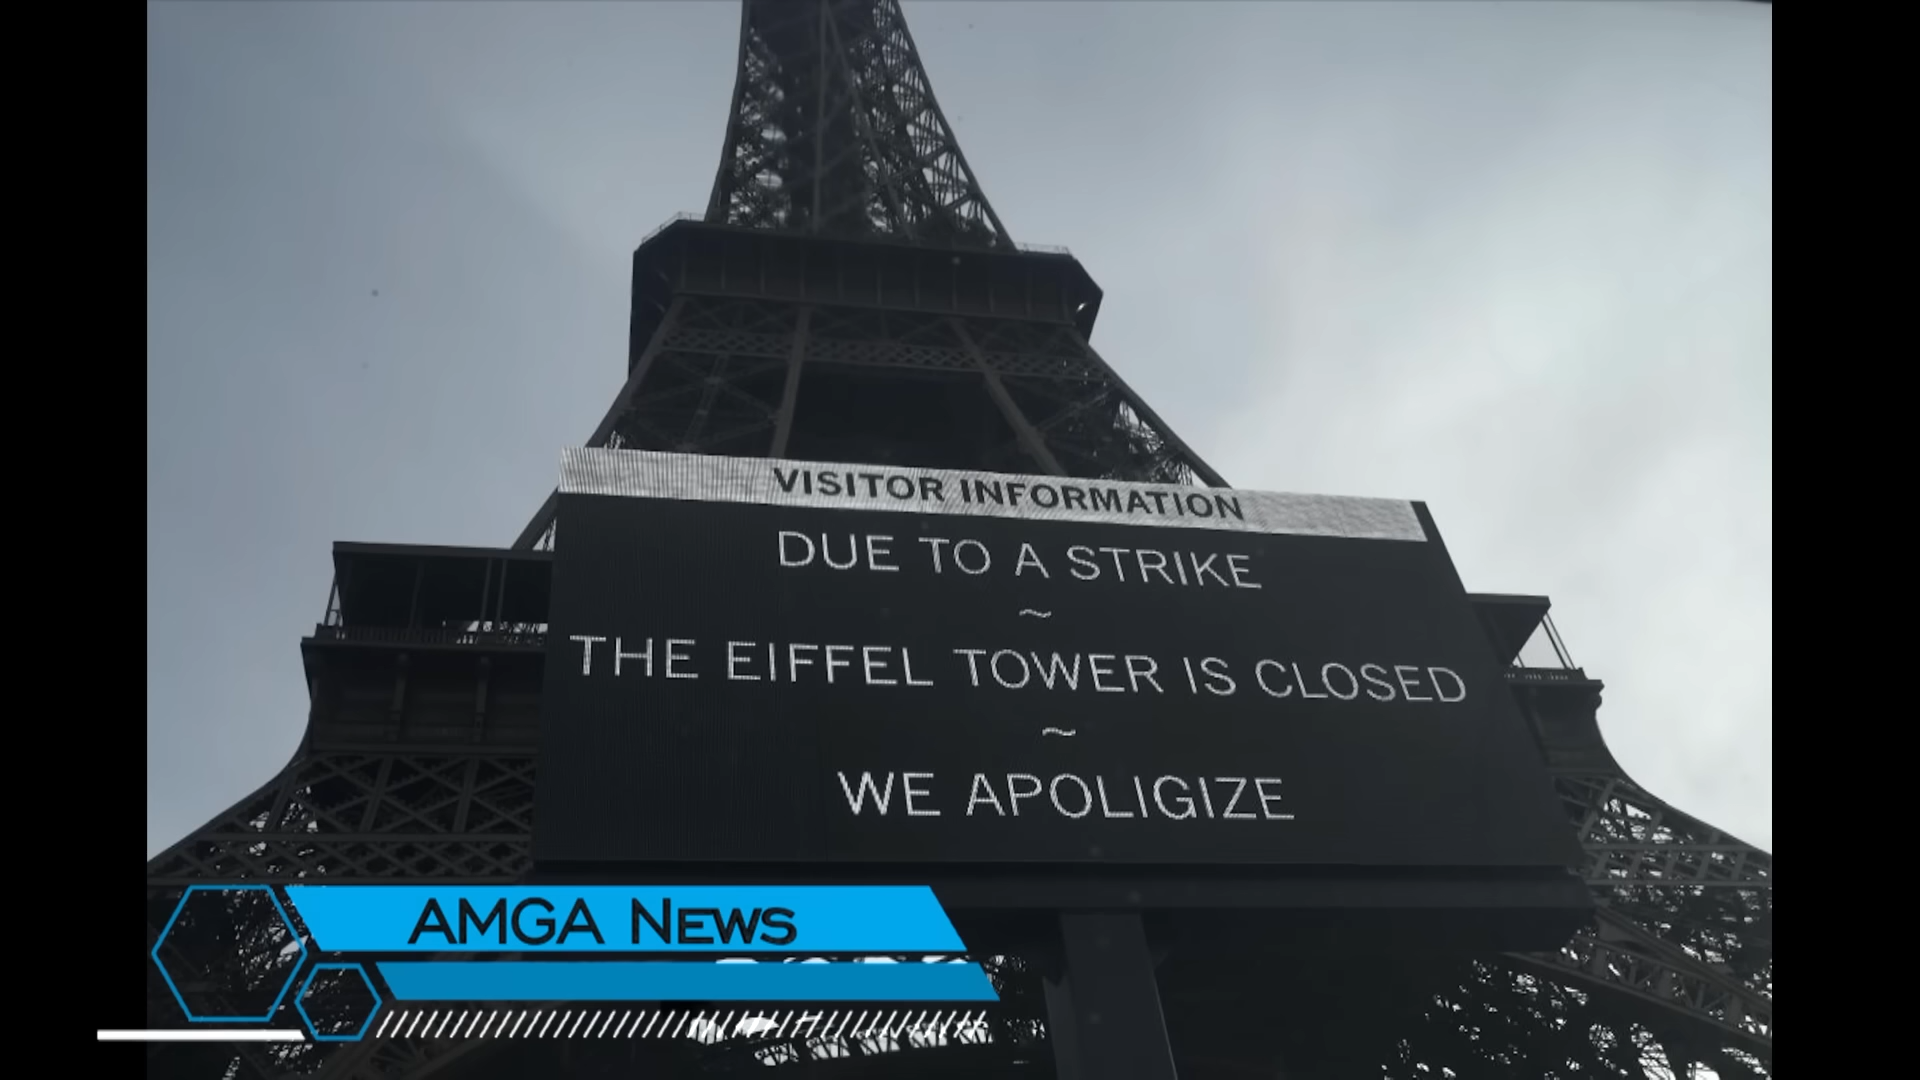 VISITOR INFORMATION
DUE TO A STRIKE
~
THE EIFFEL TOWER IS CLOSED
~
WE APOLIGIZE
AMGA NEWS